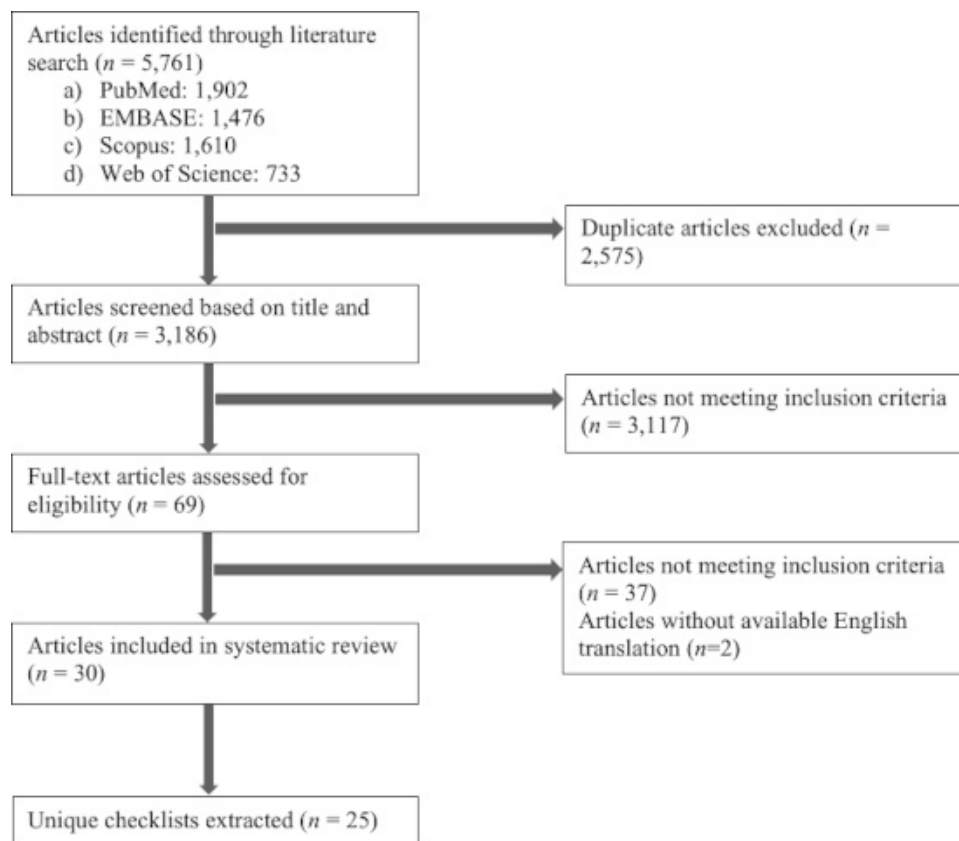 Articles identified through literature
search (n = 5,761)
a) PubMed: 1,902
b) EMBASE: 1,476
c) Scopus: 1,610
d) Web of Science: 733
Duplicate articles excluded (n =
2,575)
Articles screened based on title and
abstract (n = 3,186)
Articles not meeting inclusion criteria
(n = 3,117)
Full-text articles assessed for
eligibility (n = 69)
Articles not meeting inclusion criteria
(n = 37)
Articles without available English
translation (n=2)
Articles included in systematic review
(n = 30)
Unique checklists extracted (n = 25)